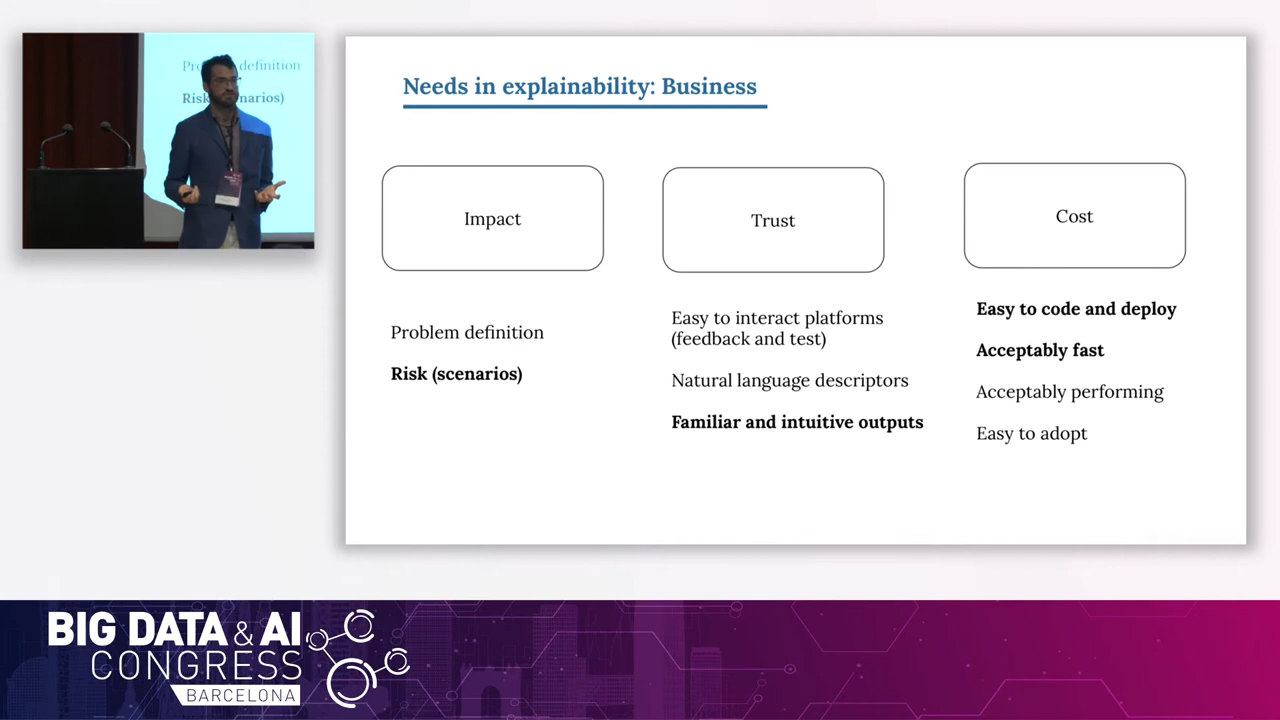 Needs in explainability: Business
Impact
Problem definition
Risk (scenarios)
Trust
Easy to interact platforms
(feedback and test)
Natural language descriptors
Familiar and intuitive outputs
Cost
Easy to code and deploy
Acceptably fast
Acceptably performing
Easy to adopt
definition
BIG DATA & AI
CONGRESS
BARCELONA